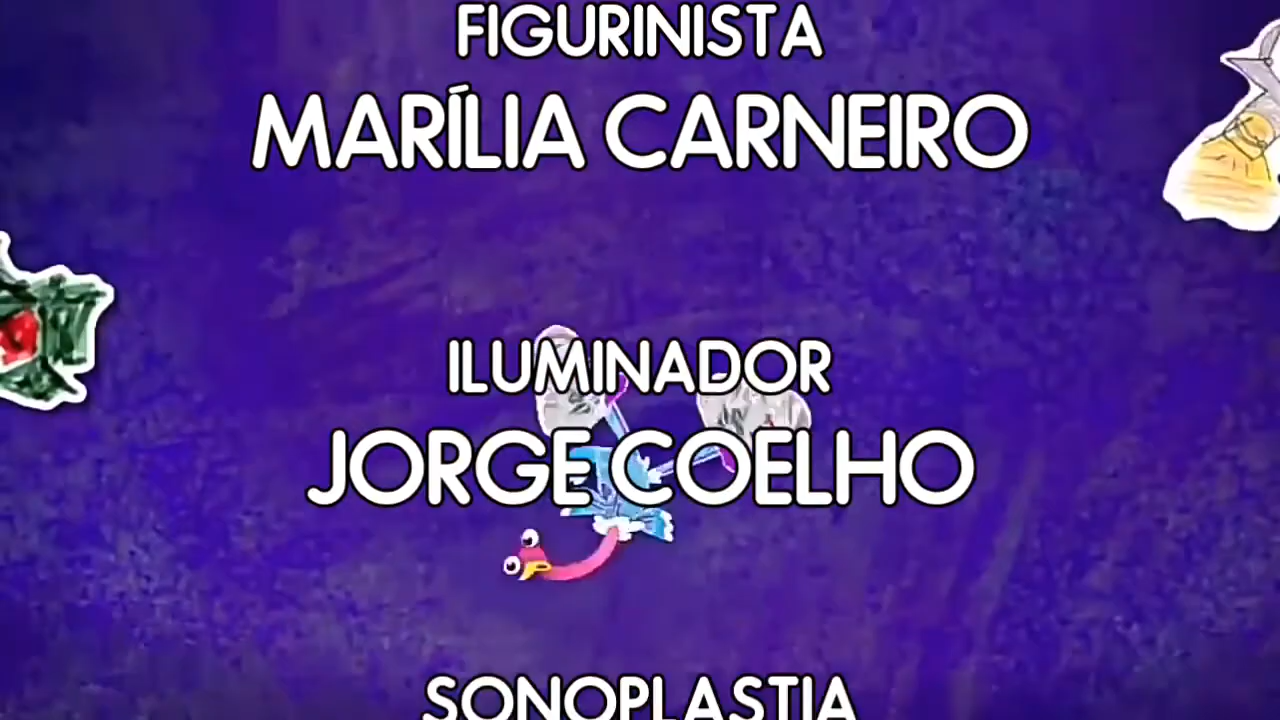 FIGURINISTA
MARÍLIA CARNEIRO
ILUMINADOR
JORGE COELHO
SONOPLASTIA